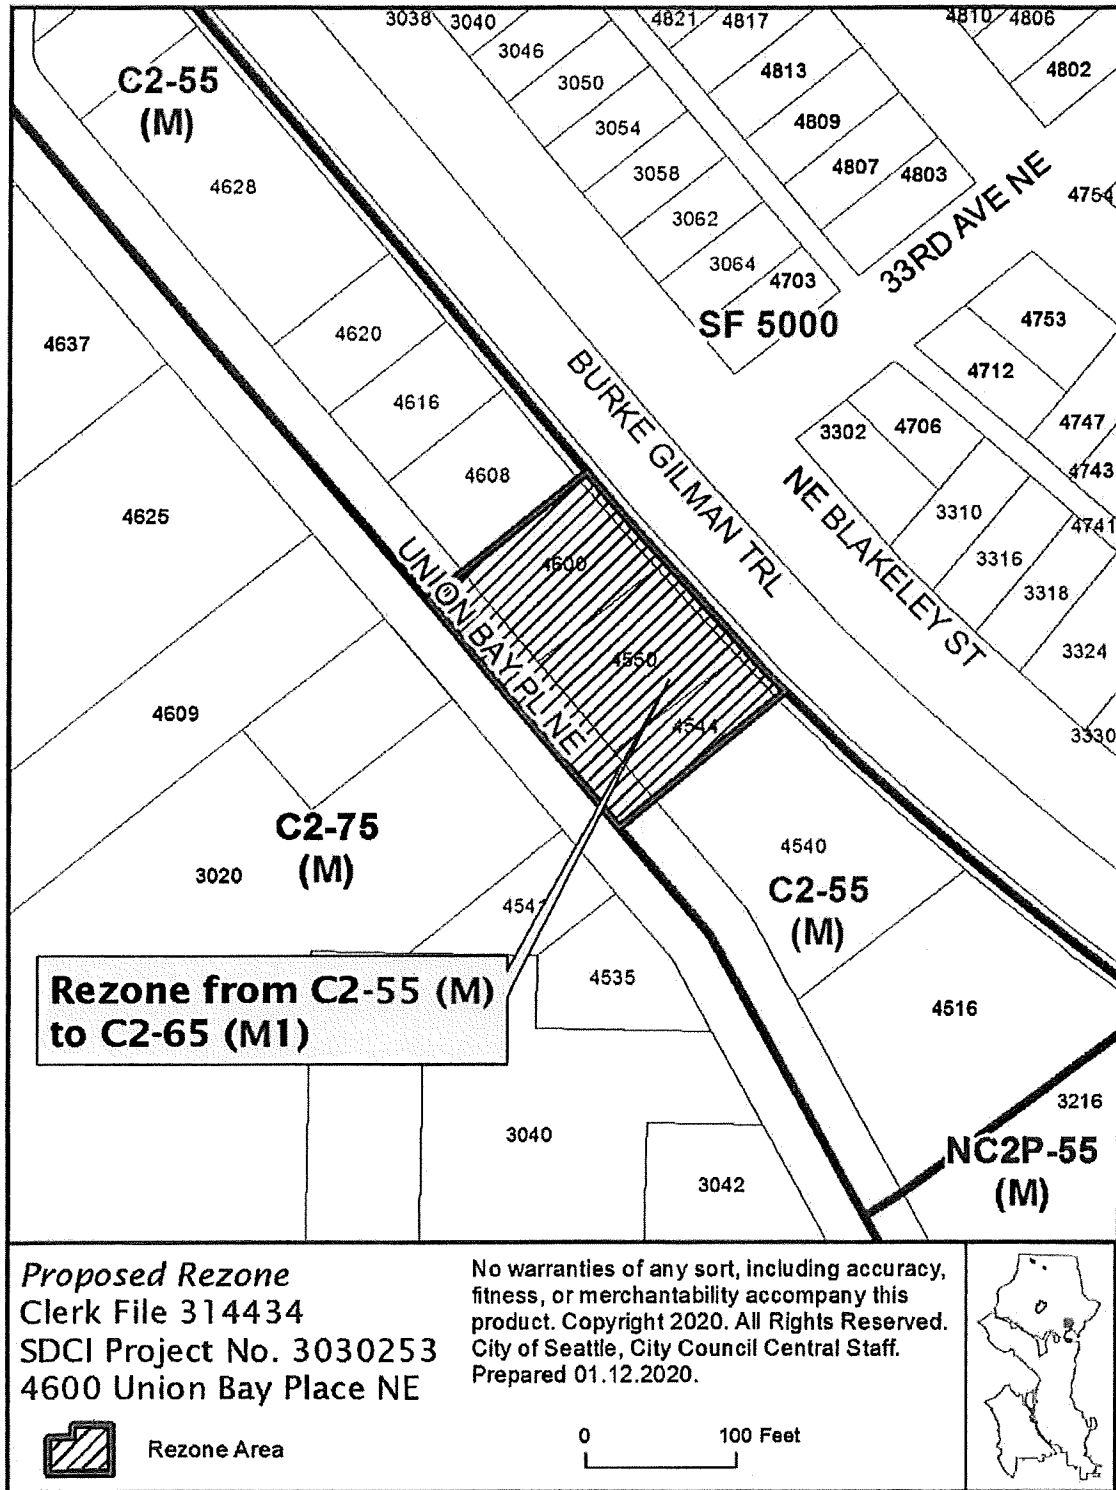 3038
3040
4821
4817
4810
4806
3046
4813
4802
C2-55
(M)
3050
4809
3054
4807
4803
3058
4628
33RD AVE NE
4754
3062
3064
4703
SF 5000
4753
4637
4620
4712
BURKE GILMAN TRL
4616
3302
4706
4747
4743
4608
NE BLAKELEY ST
4625
3310
4741
3316
UNION BAY PL NE
4600
3318
3324
4550
4609
4544
3330
C2-75
(M)
4540
3020
C2-55
(M)
4535
Rezone from C2-55 (M)
to C2-65 (M1)
4516
3216
3040
NC2P-55
(M)
3042
Proposed Rezone
Clerk File 314434
SDCI Project No. 3030253
4600 Union Bay Place NE
Rezone Area
No warranties of any sort, including accuracy,
fitness, or merchantability accompany this
product. Copyright 2020. All Rights Reserved.
City of Seattle, City Council Central Staff.
Prepared 01.12.2020.
0
100 Feet